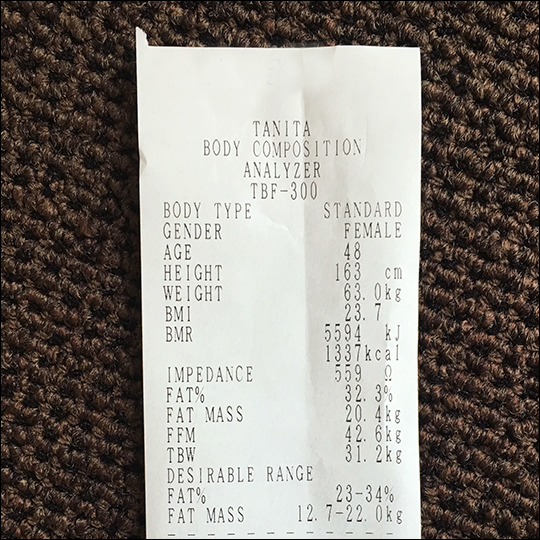 TANITA
BODY COMPOSITION
ANALYZER
TBF-300
BODY TYPE STANDARD
GENDER FEMALE
AGE 48
HEIGHT 163 cm
WEIGHT 63.0kg
BMI 23.7
BMR 5594 kJ
1337kcal
IMPEDANCE 559 Ω
FAT% 32.3%
FAT MASS 20.4kg
FFM 42.6kg
TBW 31.2kg
DESIRABLE RANGE
FAT% 23-34%
FAT MASS 12.7-22.0kg